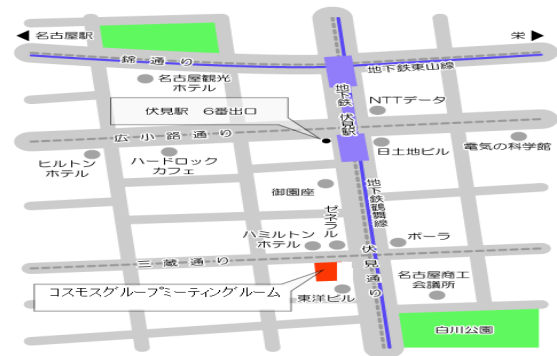 ◀ 名古屋駅
栄 ▶
錦通り
地下鉄東山線
名古屋観光
ホテル
地下鉄 伏見駅
NTTデータ
伏見駅 6番出口
広小路通り
ヒルトン
ホテル
ハードロック
カフェ
日土地ビル
電気の科学館
御園座
地下鉄鶴舞線
ゼネラル
ハミルトン
ホテル
ポーラ
三蔵通り
伏見通り
コスモスグループミーティングルーム
東洋ビル
名古屋商工
会議所
白川公園